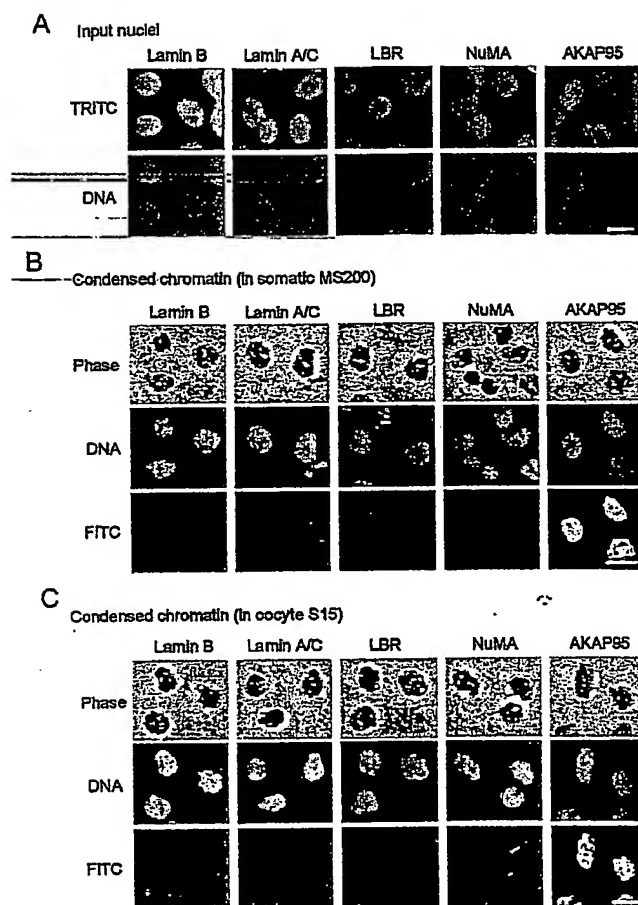 A Input nuclei
Lamin B Lamin A/C LBR NuMA AKAP95
TRITC
DNA
B Condensed chromatin (in somatic MS200)
Lamin B Lamin A/C LBR NuMA AKAP95
Phase
DNA
FITC
C Condensed chromatin (in oocyte S15)
Lamin B Lamin A/C LBR NuMA AKAP95
Phase
DNA
FITC